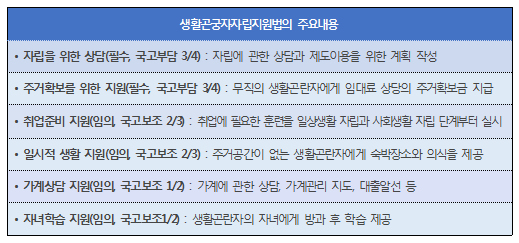 생활곤궁자자립지원법의 주요내용
• 자립을 위한 상담(필수, 국고부담 3/4) : 자립에 관한 상담과 제도이용을 위한 계획 작성
• 주거확보를 위한 지원(필수, 국고부담 3/4) : 무직의 생활곤란자에게 임대료 상당의 주거확보금 지급
• 취업준비 지원(임의, 국고보조 2/3) : 취업에 필요한 훈련을 일상생활 자립과 사회생활 자립 단계부터 실시
• 일시적 생활 지원(임의, 국고보조 2/3) : 주거공간이 없는 생활곤란자에게 숙박장소와 의식을 제공
• 가계상담 지원(임의, 국고보조 1/2) : 가계에 관한 상담, 가계관리 지도, 대출알선 등
• 자녀학습 지원(임의, 국고보조1/2) : 생활곤란자의 자녀에게 방과 후 학습 제공